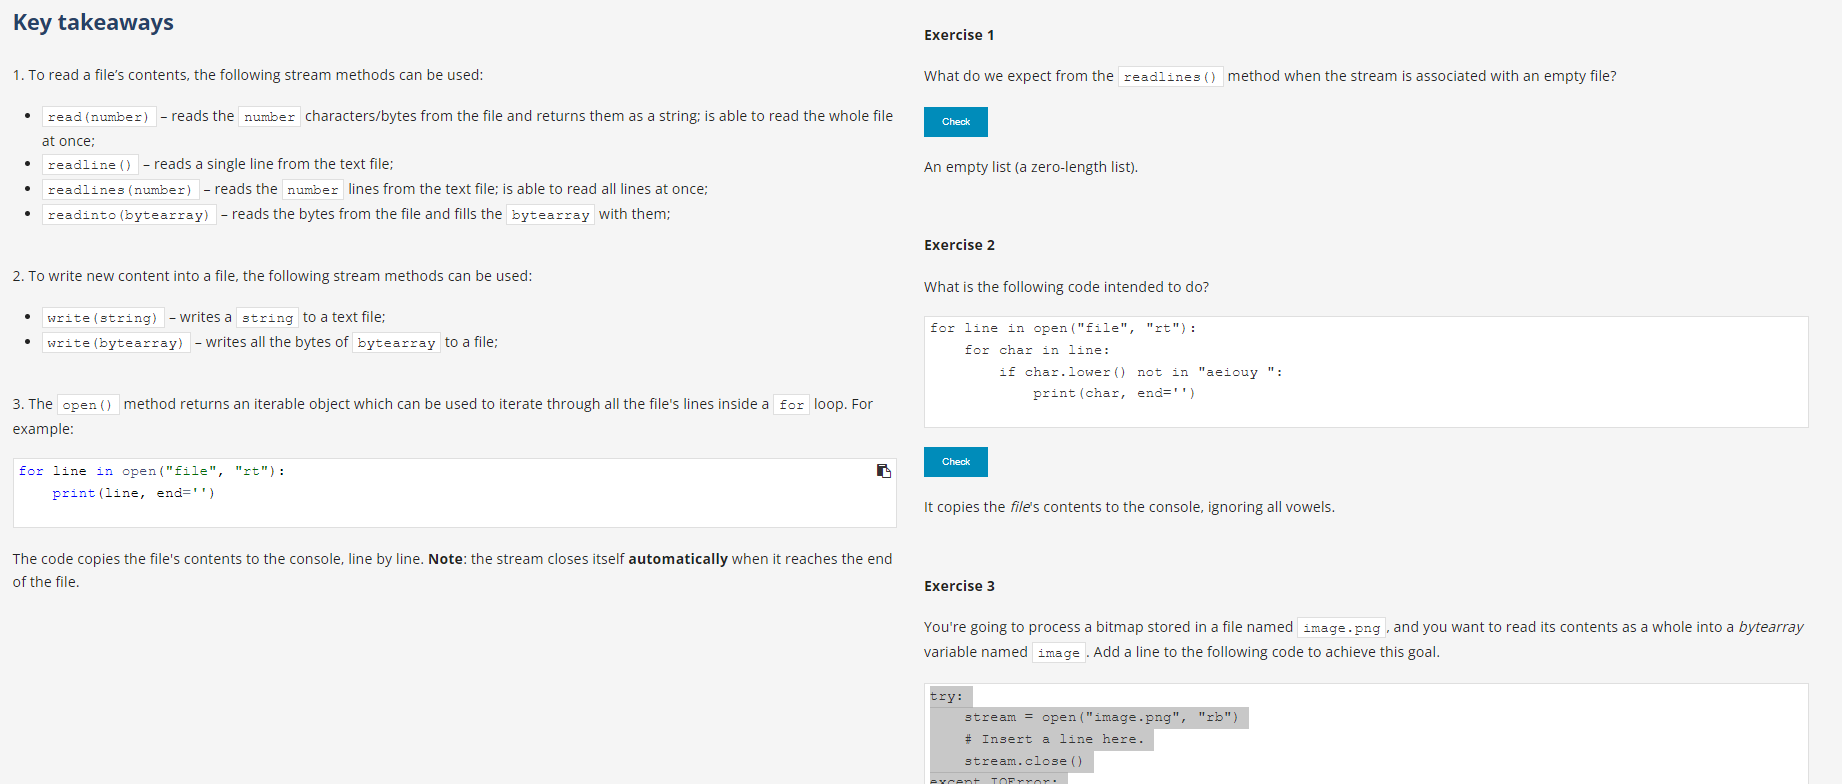 Key takeaways
1. To read a file's contents, the following stream methods can be used:
• read(number) – reads the number characters/bytes from the file and returns them as a string; is able to read the whole file
at once;
• readline() – reads a single line from the text file;
• readlines(number) – reads the number lines from the text file; is able to read all lines at once;
• readinto(bytearray) – reads the bytes from the file and fills the bytearray with them;
2. To write new content into a file, the following stream methods can be used:
• write(string) – writes a string to a text file;
• write(bytearray) – writes all the bytes of bytearray to a file;
3. The open() method returns an iterable object which can be used to iterate through all the file's lines inside a for loop. For
example:
for line in open("file", "rt"):
    print(line, end='')
The code copies the file's contents to the console, line by line. Note: the stream closes itself automatically when it reaches the end
of the file.
Exercise 1
What do we expect from the readlines() method when the stream is associated with an empty file?
Check
An empty list (a zero-length list).
Exercise 2
What is the following code intended to do?
for line in open("file", "rt"):
    for char in line:
        if char.lower() not in "aeiouy ":
            print(char, end='')
Check
It copies the file's contents to the console, ignoring all vowels.
Exercise 3
You're going to process a bitmap stored in a file named image.png, and you want to read its contents as a whole into a bytearray
variable named image. Add a line to the following code to achieve this goal.
try:
    stream = open("image.png", "rb")
    # Insert a line here.
    stream.close()
except IOError: